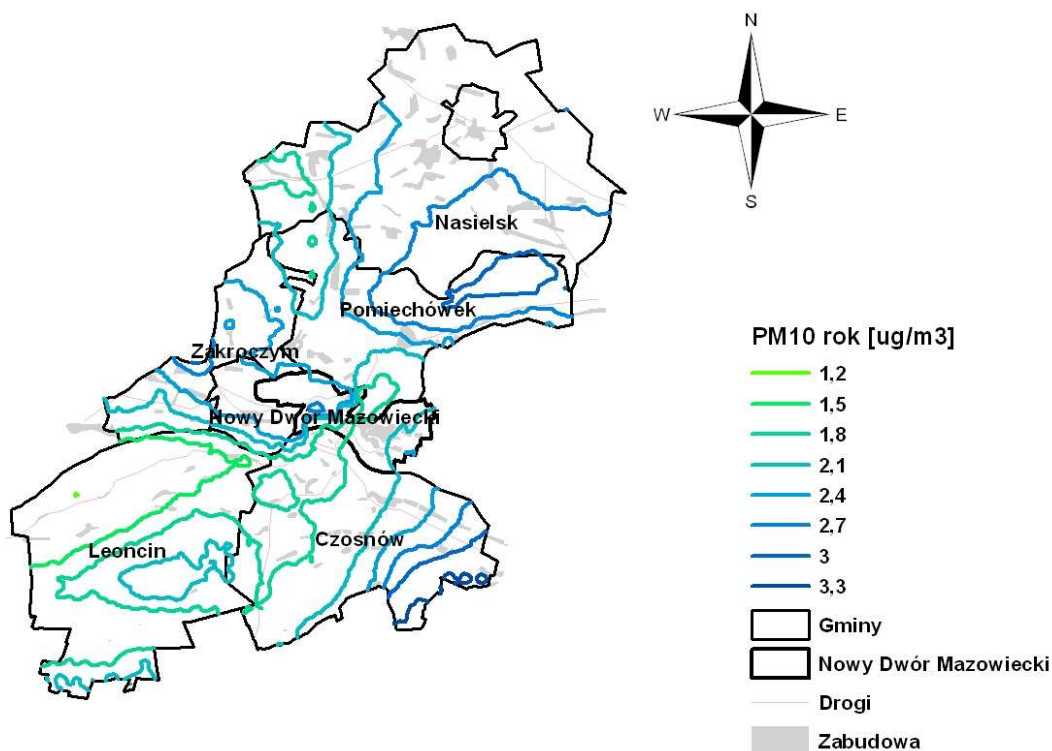 N
W
E
S
Nasielsk
Pomiechówek
Zakroczym
Nowy Dwór Mazowiecki
Leoncin
Czosnów
PM10 rok [ug/m3]
1,2
1,5
1,8
2,1
2,4
2,7
3
3,3
Gminy
Nowy Dwór Mazowiecki
Drogi
Zabudowa